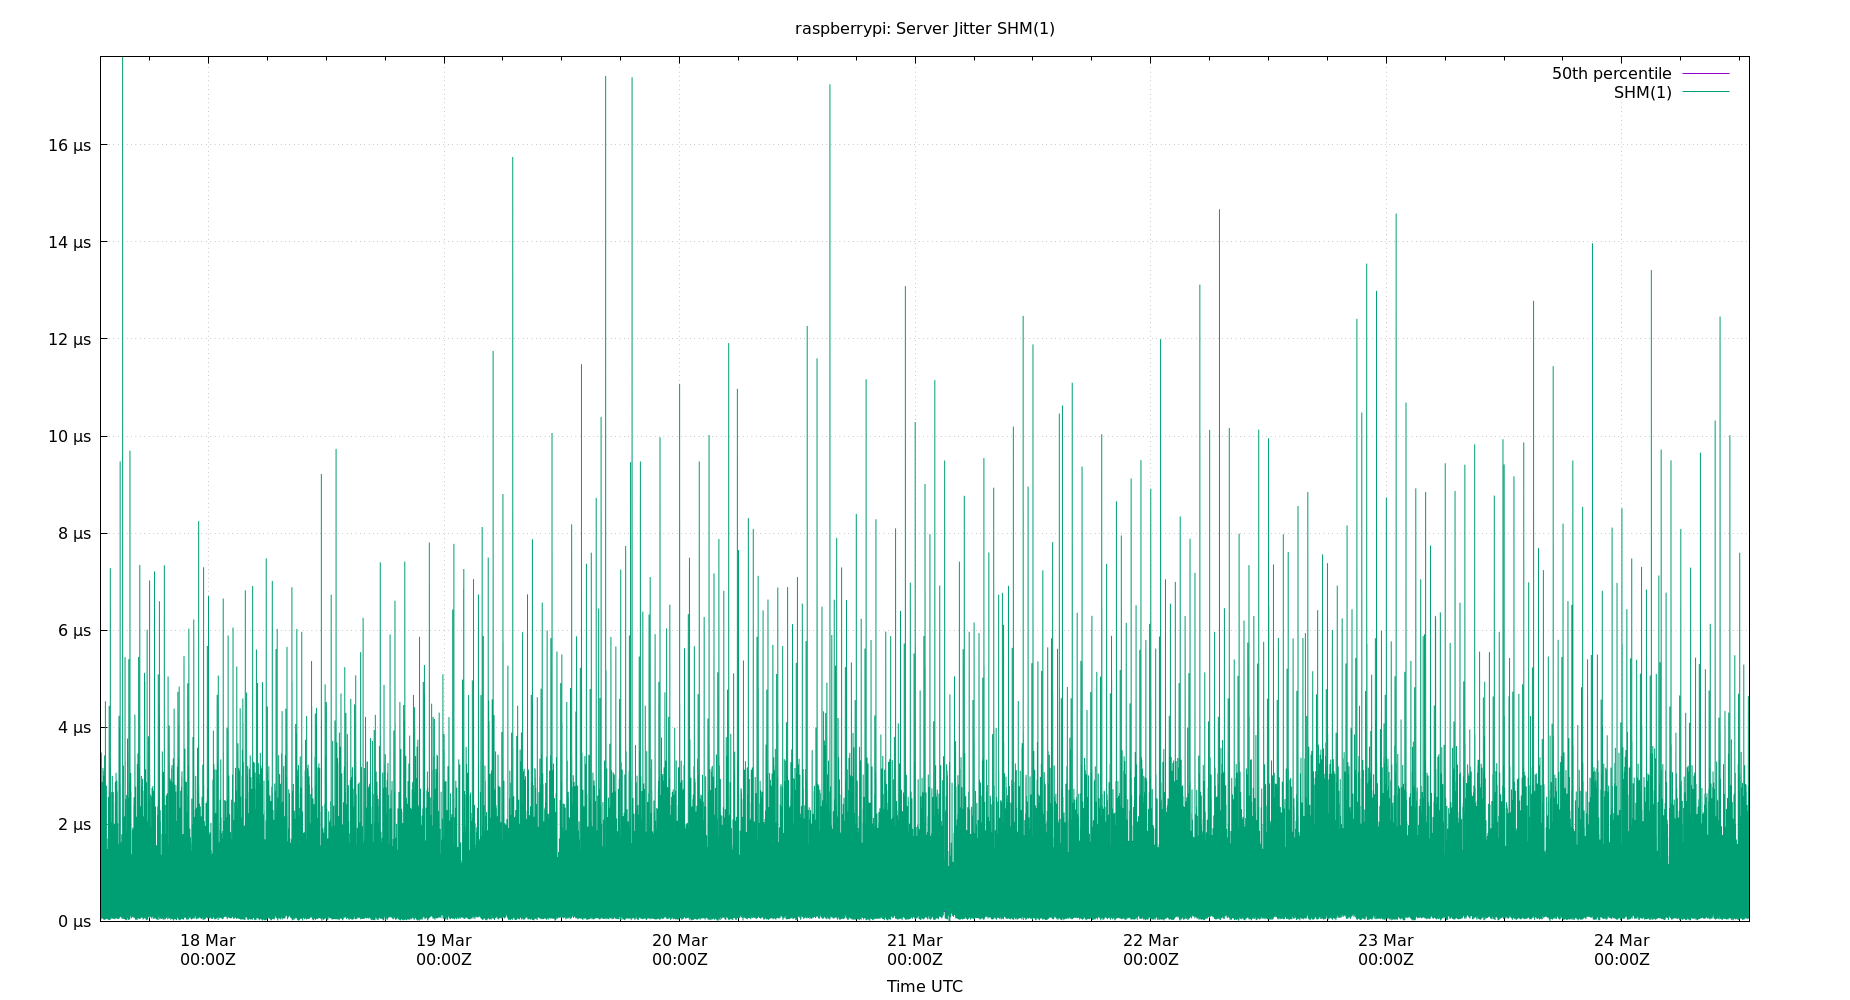 raspberrypi: Server Jitter SHM(1)
50th percentile
SHM(1)
16 µs
14 µs
12 µs
10 µs
8 µs
6 µs
4 µs
2 µs
0 µs
18 Mar 19 Mar 20 Mar 21 Mar 22 Mar 23 Mar 24 Mar
00:00Z 00:00Z 00:00Z 00:00Z 00:00Z 00:00Z 00:00Z
Time UTC